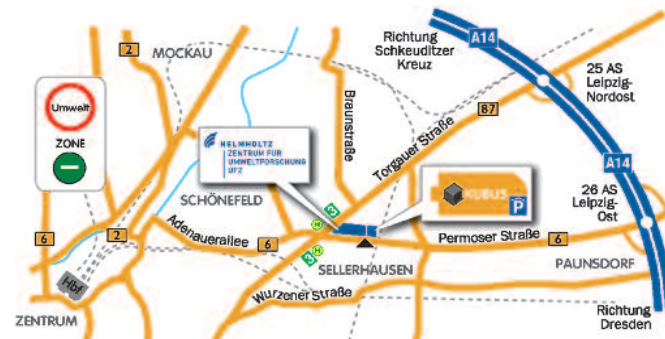 2
MOCKAU
Richtung
Schkeuditzer
Kreuz
A14
25 AS
Leipzig-
Nordost
Umwelt
ZONE
Braunstraße
87
Torgauer Straße
HELMHOLTZ
ZENTRUM FÜR
UMWELTFORSCHUNG
UFZ
KUBUS
P
A14
26 AS
Leipzig-
Ost
SCHÖNEFELD
3
H
Adenauerallee
6
6
2
H
3
Permoser Straße
6
SELLERHAUSEN
PAUNSDORF
Hbf
Wurzener Straße
ZENTRUM
Richtung
Dresden